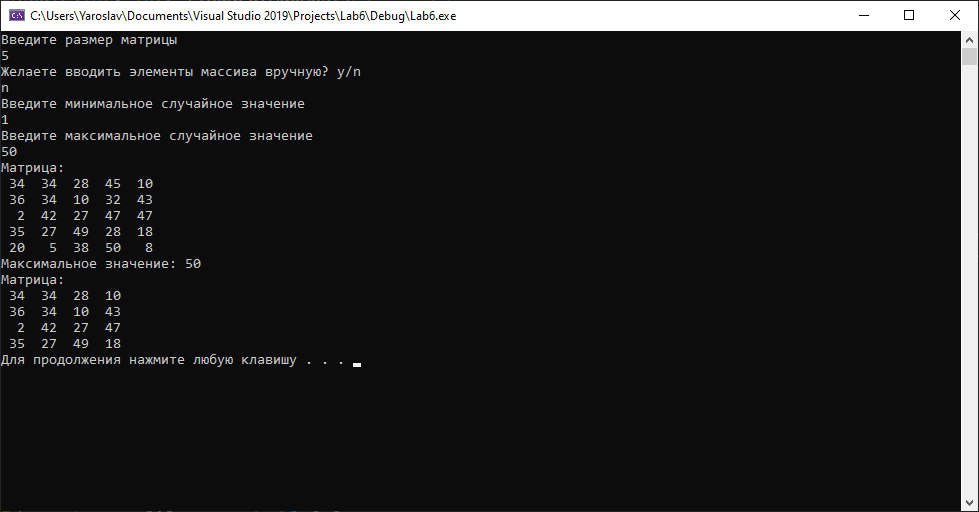 C:\Users\Yaroslav\Documents\Visual Studio 2019\Projects\Lab6\Debug\Lab6.exe
Введите размер матрицы
5
Желаете вводить элементы массива вручную? y/n
n
Введите минимальное случайное значение
1
Введите максимальное случайное значение
50
Матрица:
34 34 28 45 10
36 34 10 32 43
2 42 27 47 47
35 27 49 28 18
20 5 38 50 8
Максимальное значение: 50
Матрица:
34 34 28 10
36 34 10 43
2 42 27 47
35 27 49 18
Для продолжения нажмите любую клавишу . . .